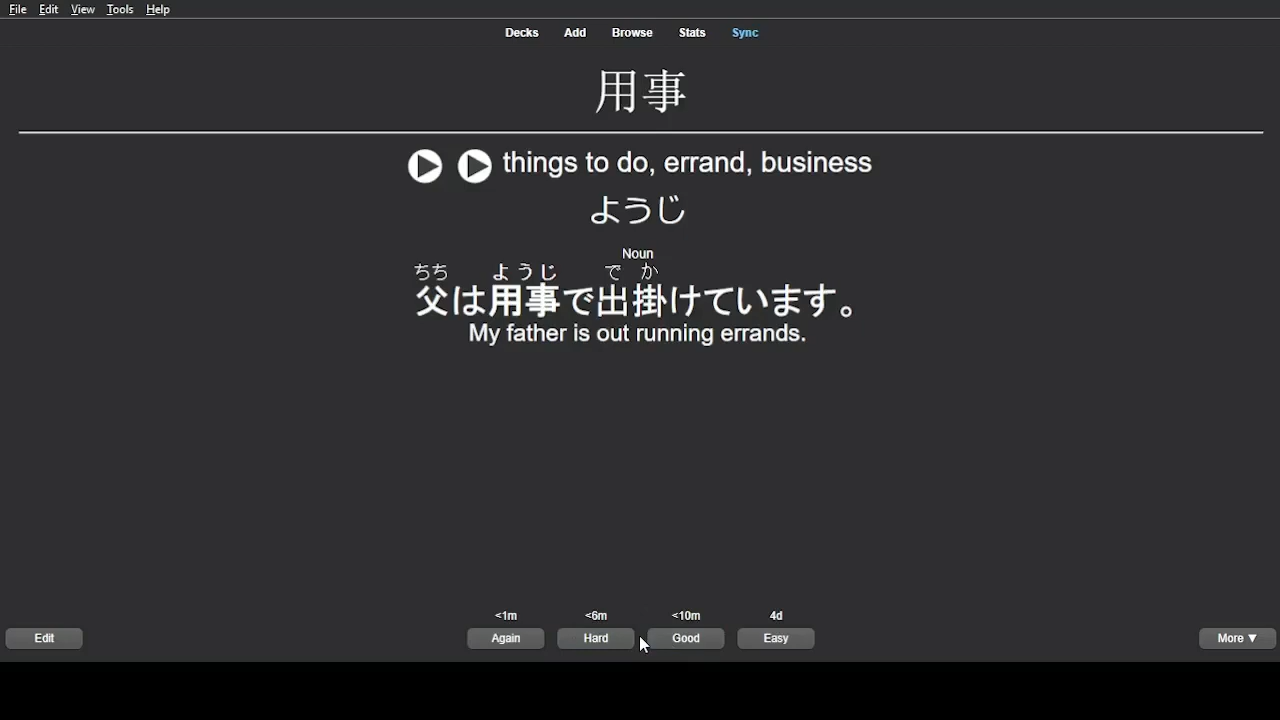 File Edit View Tools Help
Decks Add Browse Stats Sync
用事
things to do, errand, business
ようじ
Noun
ちち ようじ で か
父は用事で出掛けています。
My father is out running errands.
<1m <6m <10m 4d
Edit Again Hard Good Easy More ▼